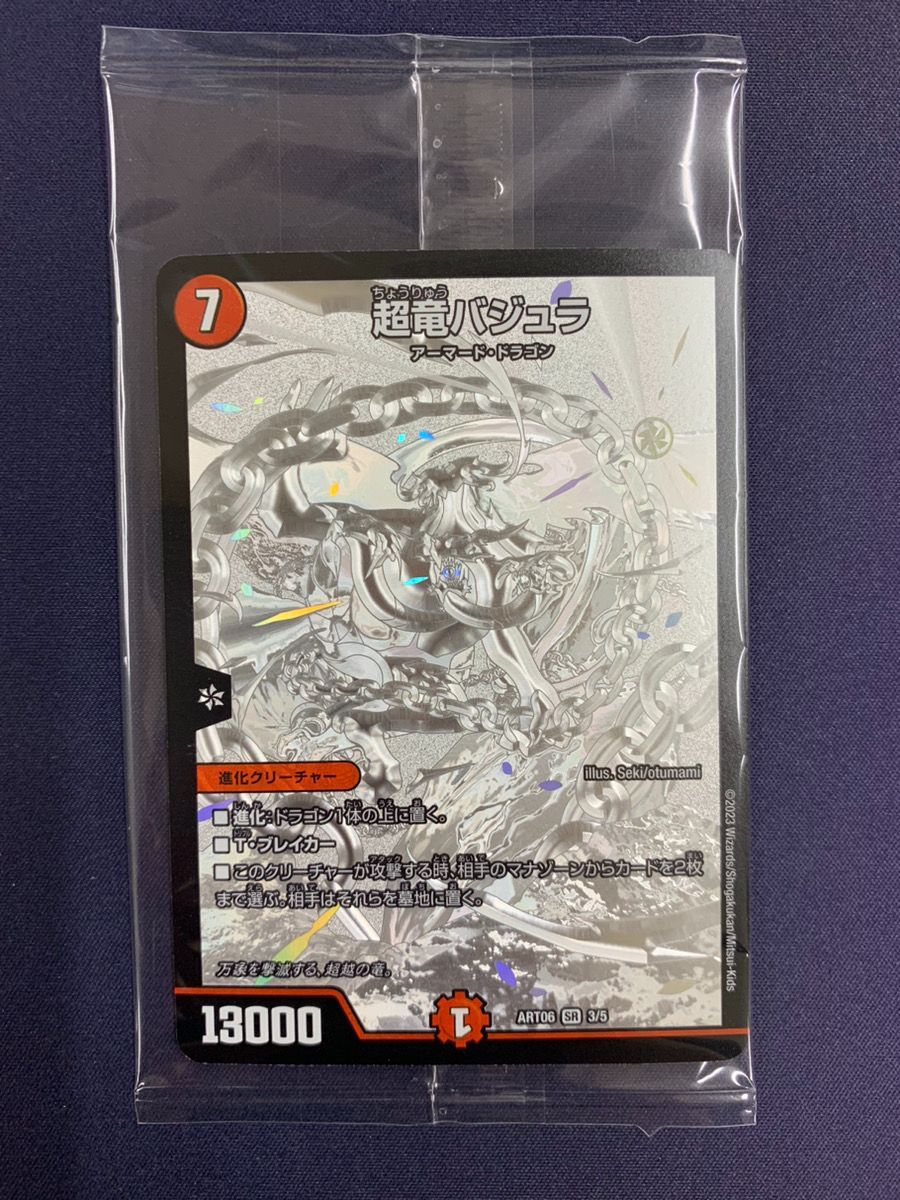 7
ちょうりゅう
超竜バジュラ
アーマード・ドラゴン
進化クリーチャー
illus. Seki/otumami
■進化:ドラゴン1体の上に置く。
■T・ブレイカー
■このクリーチャーが攻撃する時、相手のマナゾーンからカードを2枚
まで選ぶ。相手はそれらを墓地に置く。
万象を撃滅する、超越の竜。
13000
1
ART06 SR 3/5
©2023 Wizards/Shogakukan/Mitsui-Kids